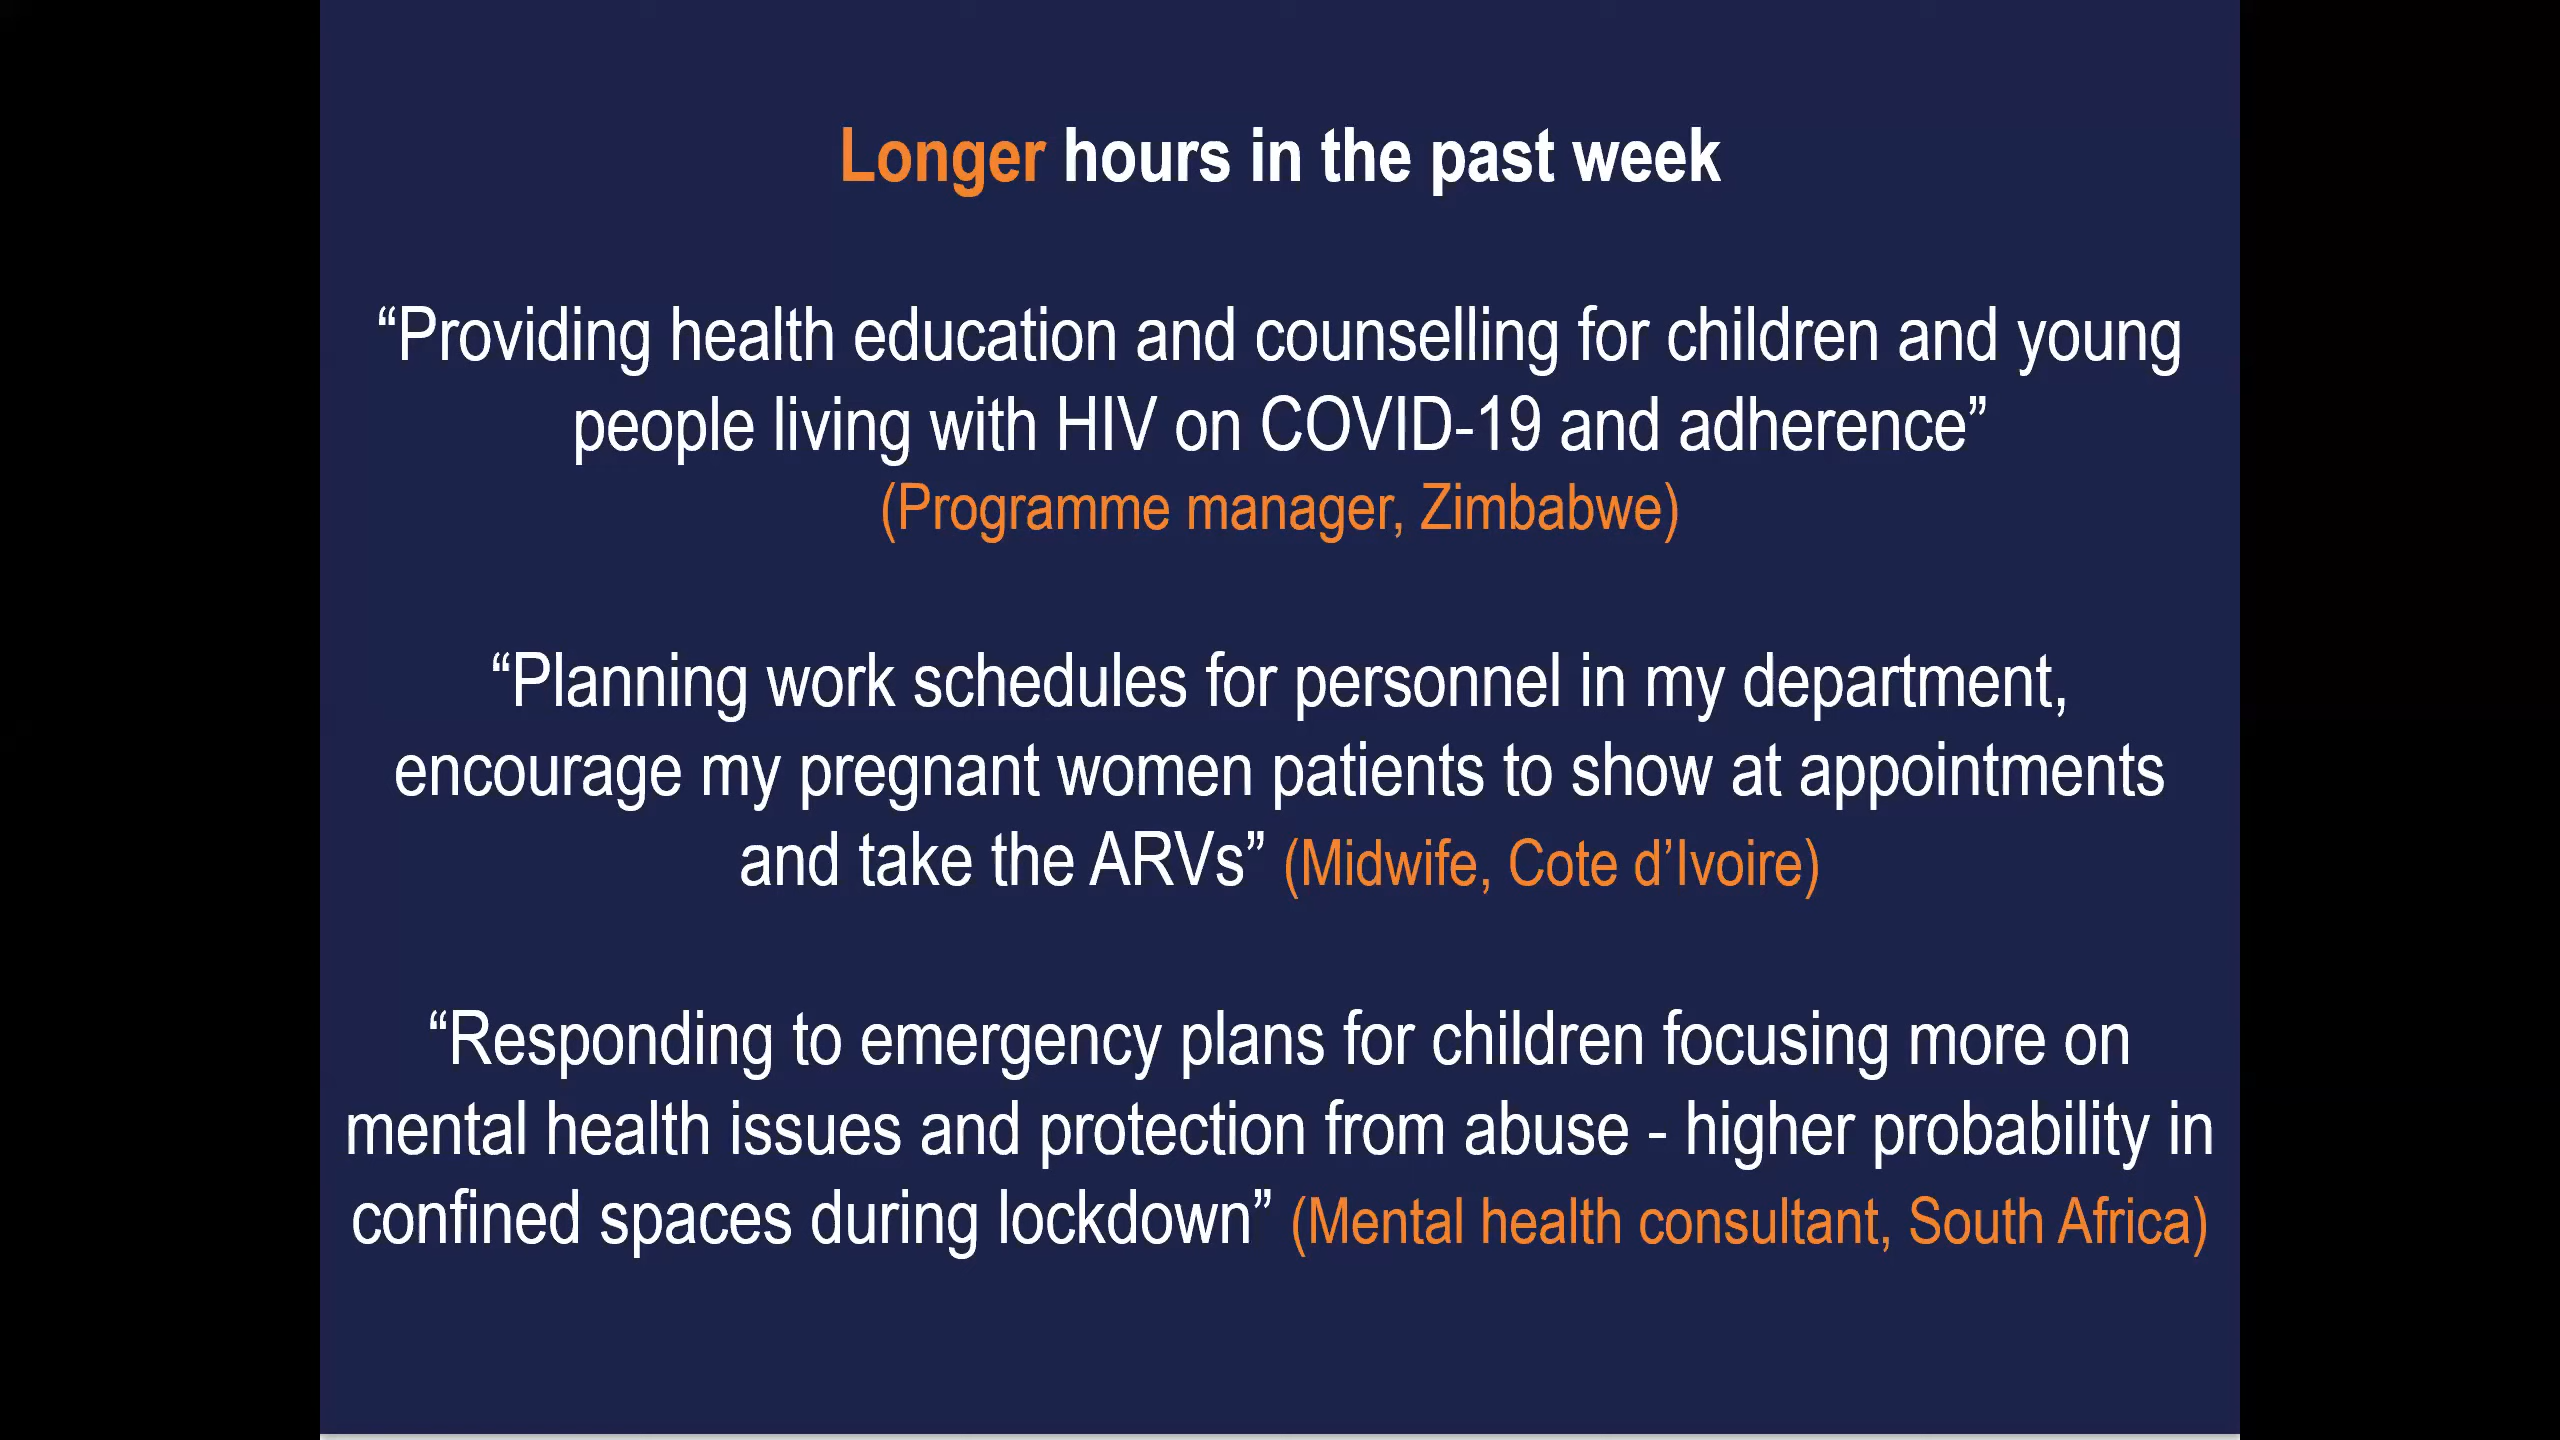 Longer hours in the past week
“Providing health education and counselling for children and young
people living with HIV on COVID-19 and adherence”
(Programme manager, Zimbabwe)
“Planning work schedules for personnel in my department,
encourage my pregnant women patients to show at appointments
and take the ARVs” (Midwife, Cote d’Ivoire)
“Responding to emergency plans for children focusing more on
mental health issues and protection from abuse - higher probability in
confined spaces during lockdown” (Mental health consultant, South Africa)